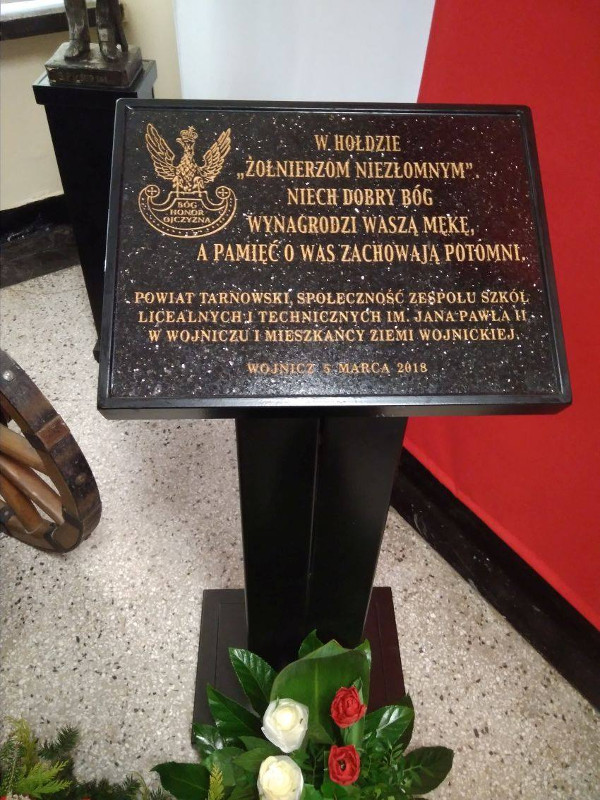 BÓG
HONOR
OJCZYZNA
W HOŁDZIE
„ŻOŁNIERZOM NIEZŁOMNYM”.
NIECH DOBRY BÓG
WYNAGRODZI WASZĄ MĘKĘ,
A PAMIĘĆ O WAS ZACHOWAJĄ POTOMNI.
POWIAT TARNOWSKI, SPOŁECZNOŚĆ ZESPOŁU SZKÓŁ
LICEALNYCH I TECHNICZNYCH IM. JANA PAWŁA II
W WOJNICZU I MIESZKAŃCY ZIEMI WOJNICKIEJ.
WOJNICZ 5 MARCA 2018